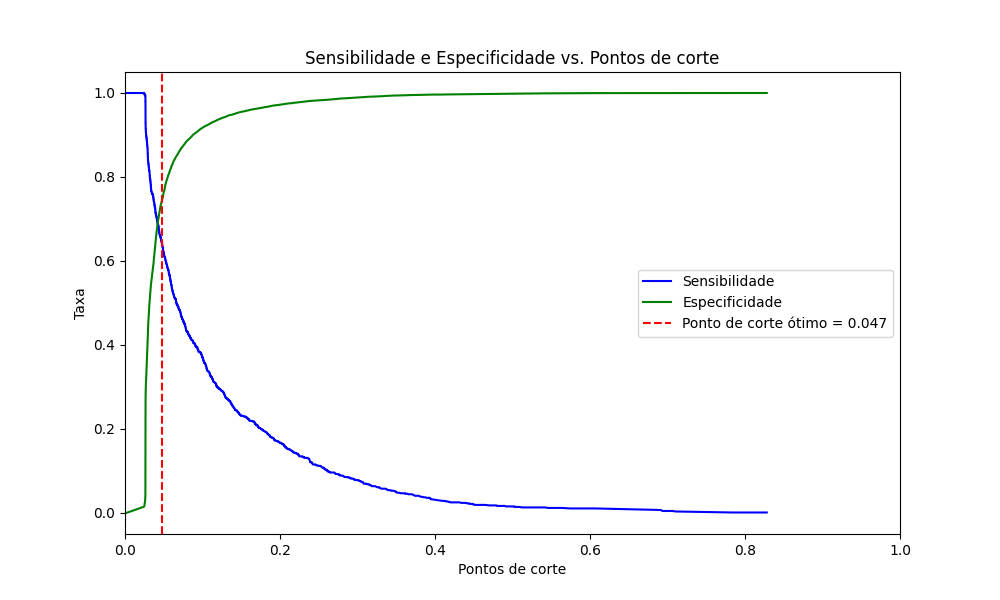 Sensibilidade e Especificidade vs. Pontos de corte
Taxa
1.0
0.8
0.6
0.4
0.2
0.0
Sensibilidade
Especificidade
Ponto de corte ótimo = 0.047
0.0 0.2 0.4 0.6 0.8 1.0
Pontos de corte